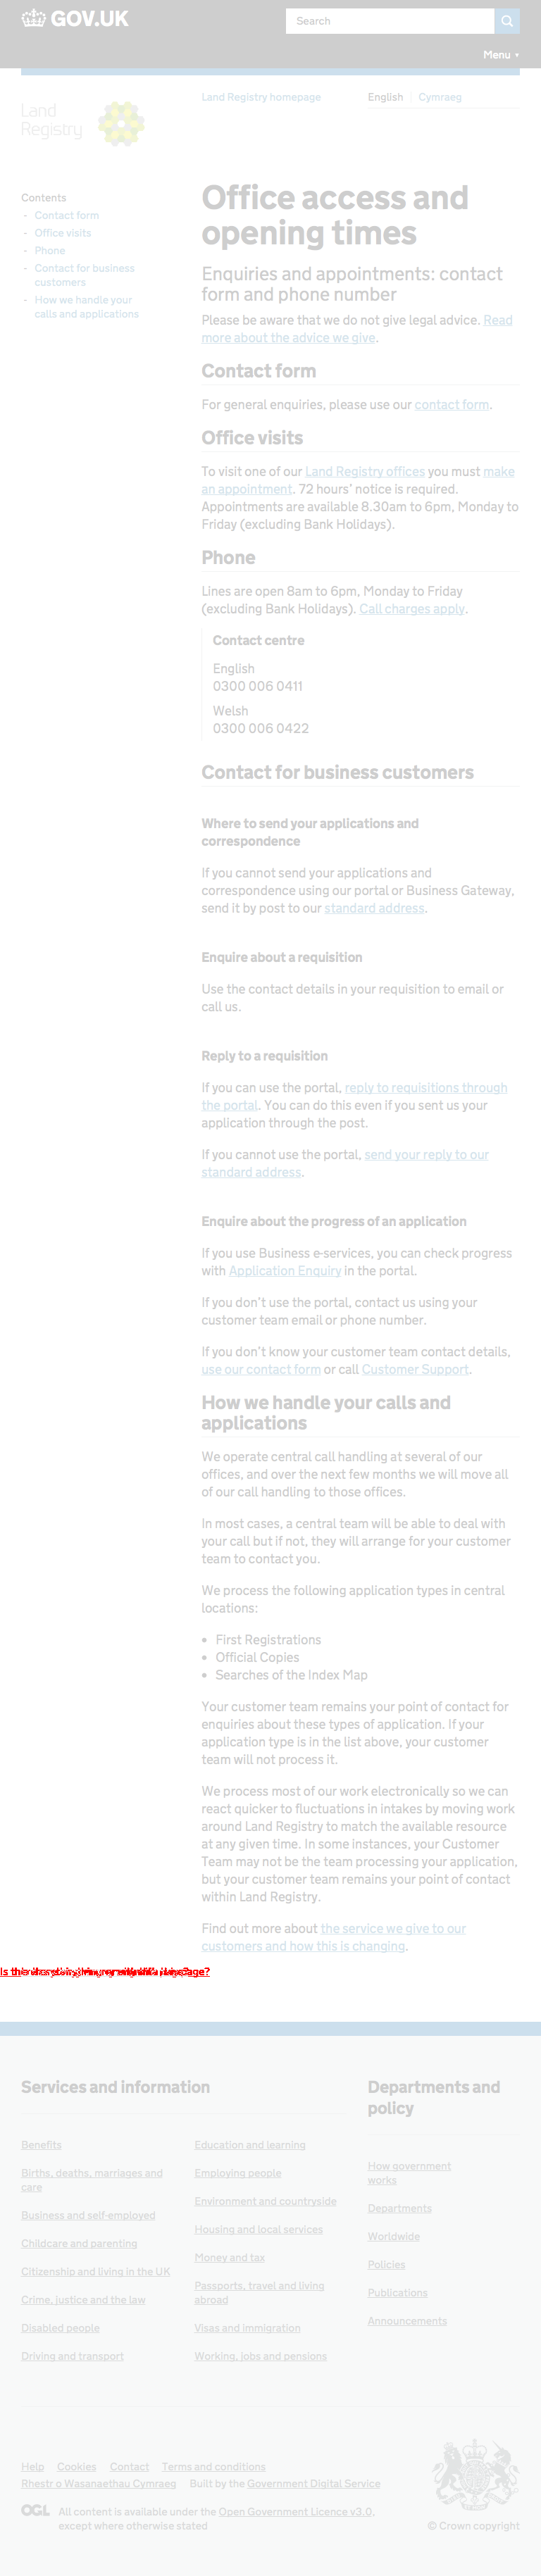 GOV.UK
Search
Menu ▼
Land
Registry
Land Registry homepage
English
Cymraeg
Contents
- Contact form
- Office visits
- Phone
- Contact for business
customers
- How we handle your
calls and applications
Office access and
opening times
Enquiries and appointments: contact
form and phone number
Please be aware that we do not give legal advice. Read
more about the advice we give.
Contact form
For general enquiries, please use our contact form.
Office visits
To visit one of our Land Registry offices you must make
an appointment. 72 hours’ notice is required.
Appointments are available 8.30am to 6pm, Monday to
Friday (excluding Bank Holidays).
Phone
Lines are open 8am to 6pm, Monday to Friday
(excluding Bank Holidays). Call charges apply.
Contact centre
English
0300 006 0411
Welsh
0300 006 0422
Contact for business customers
Where to send your applications and
correspondence
If you cannot send your applications and
correspondence using our portal or Business Gateway,
send it by post to our standard address.
Enquire about a requisition
Use the contact details in your requisition to email or
call us.
Reply to a requisition
If you can use the portal, reply to requisitions through
the portal. You can do this even if you sent us your
application through the post.
If you cannot use the portal, send your reply to our
standard address.
Enquire about the progress of an application
If you use Business e-services, you can check progress
with Application Enquiry in the portal.
If you don’t use the portal, contact us using your
customer team email or phone number.
If you don’t know your customer team contact details,
use our contact form or call Customer Support.
How we handle your calls and
applications
We operate central call handling at several of our
offices, and over the next few months we will move all
of our call handling to those offices.
In most cases, a central team will be able to deal with
your call but if not, they will arrange for your customer
team to contact you.
We process the following application types in central
locations:
• First Registrations
• Official Copies
• Searches of the Index Map
Your customer team remains your point of contact for
enquiries about these types of application. If your
application type is in the list above, your customer
team will not process it.
We process most of our work electronically so we can
react quicker to fluctuations in intakes by moving work
around Land Registry to match the available resource
at any given time. In some instances, your Customer
Team may not be the team processing your application,
but your customer team remains your point of contact
within Land Registry.
Find out more about the service we give to our
customers and how this is changing.
Is th
page?
Services and information
Benefits
Births, deaths, marriages and
care
Business and self-employed
Childcare and parenting
Citizenship and living in the UK
Crime, justice and the law
Disabled people
Driving and transport
Education and learning
Employing people
Environment and countryside
Housing and local services
Money and tax
Passports, travel and living
abroad
Visas and immigration
Working, jobs and pensions
Departments and
policy
How government
works
Departments
Worldwide
Policies
Publications
Announcements
Help Cookies Contact Terms and conditions
Rhestr o Wasanaethau Cymraeg Built by the Government Digital Service
OGL All content is available under the Open Government Licence v3.0,
except where otherwise stated
© Crown copyright